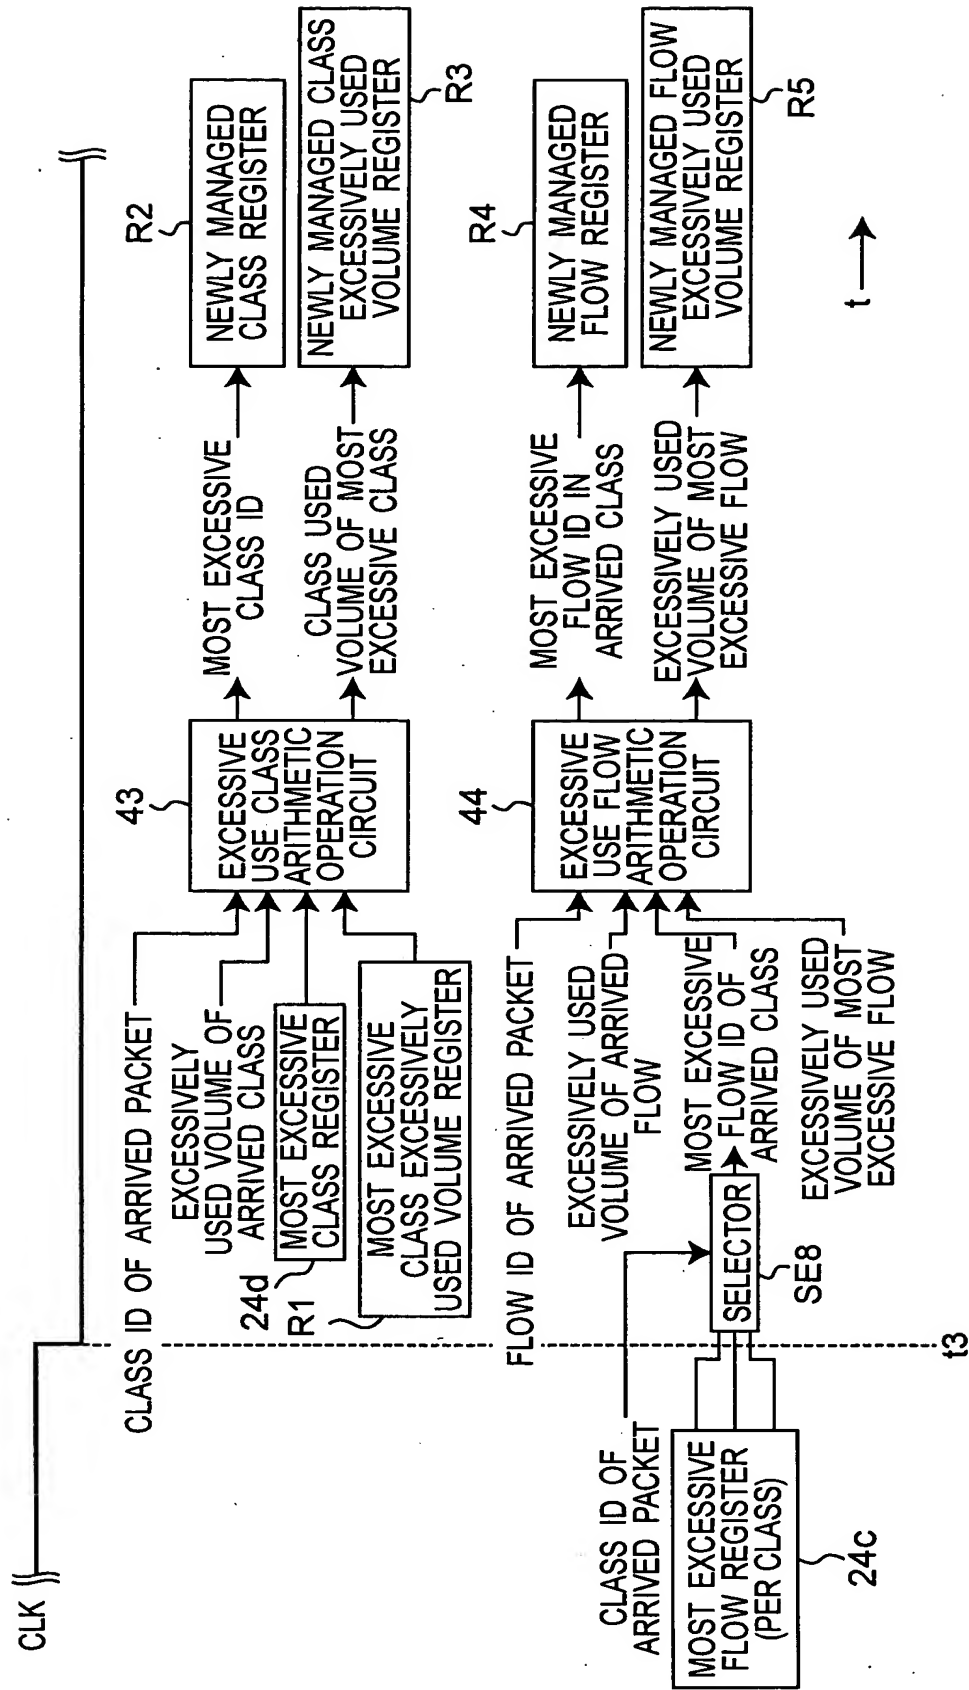 CLK
t3
t
CLASS ID OF ARRIVED PACKET
EXCESSIVELY
USED VOLUME OF
ARRIVED CLASS
MOST EXCESSIVE
CLASS REGISTER
24d
R1
MOST EXCESSIVE
CLASS EXCESSIVELY
USED VOLUME REGISTER
43
EXCESSIVE
USE CLASS
ARITHMETIC
OPERATION
CIRCUIT
MOST EXCESSIVE
CLASS ID
CLASS USED
VOLUME OF MOST
EXCESSIVE CLASS
R2
NEWLY MANAGED
CLASS REGISTER
NEWLY MANAGED CLASS
EXCESSIVELY USED
VOLUME REGISTER
R3
CLASS ID OF
ARRIVED PACKET
MOST EXCESSIVE
FLOW REGISTER
(PER CLASS)
24c
SELECTOR
SE8
FLOW ID OF ARRIVED PACKET
EXCESSIVELY USED
VOLUME OF ARRIVED
FLOW
MOST EXCESSIVE
FLOW ID OF
ARRIVED CLASS
EXCESSIVELY USED
VOLUME OF MOST
EXCESSIVE FLOW
44
EXCESSIVE
USE FLOW
ARITHMETIC
OPERATION
CIRCUIT
MOST EXCESSIVE
FLOW ID IN
ARRIVED CLASS
EXCESSIVELY USED
VOLUME OF MOST
EXCESSIVE FLOW
R4
NEWLY MANAGED
FLOW REGISTER
NEWLY MANAGED FLOW
EXCESSIVELY USED
VOLUME REGISTER
R5